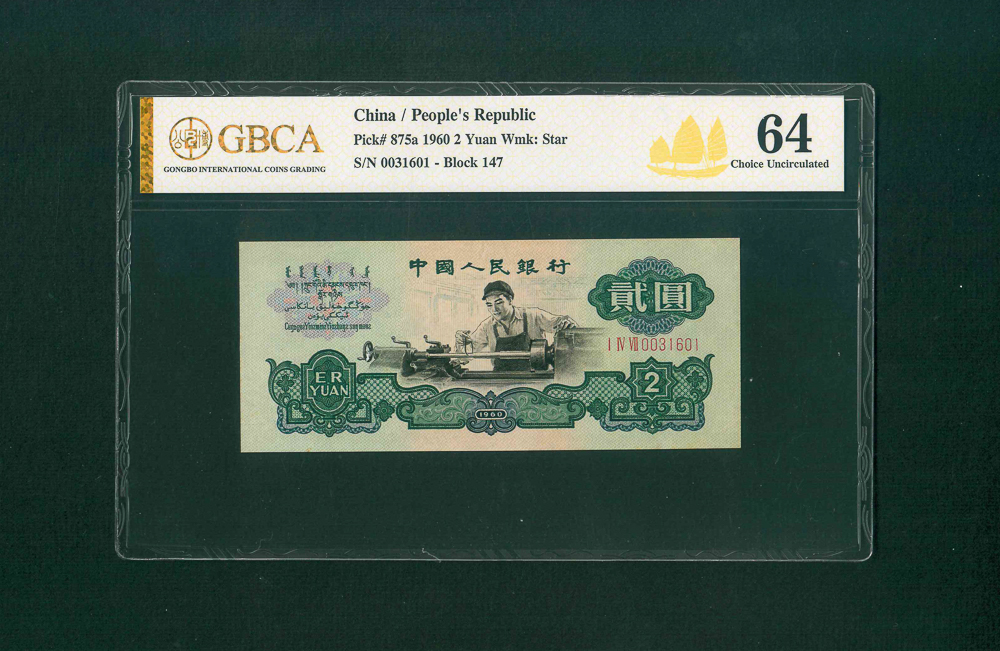 GBCA
GONGBO INTERNATIONAL COINS GRADING
China / People's Republic
Pick# 875a 1960 2 Yuan Wmk: Star
S/N 0031601 - Block 147
64
Choice Uncirculated
中國人民銀行
貳圓
I IV VII 0031601
ER
YUAN
1960
2